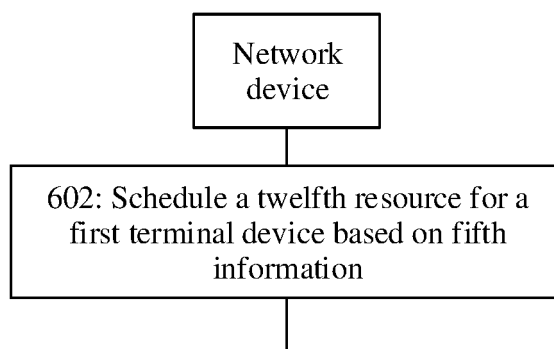 Network
device
602: Schedule a twelfth resource for a
first terminal device based on fifth
information